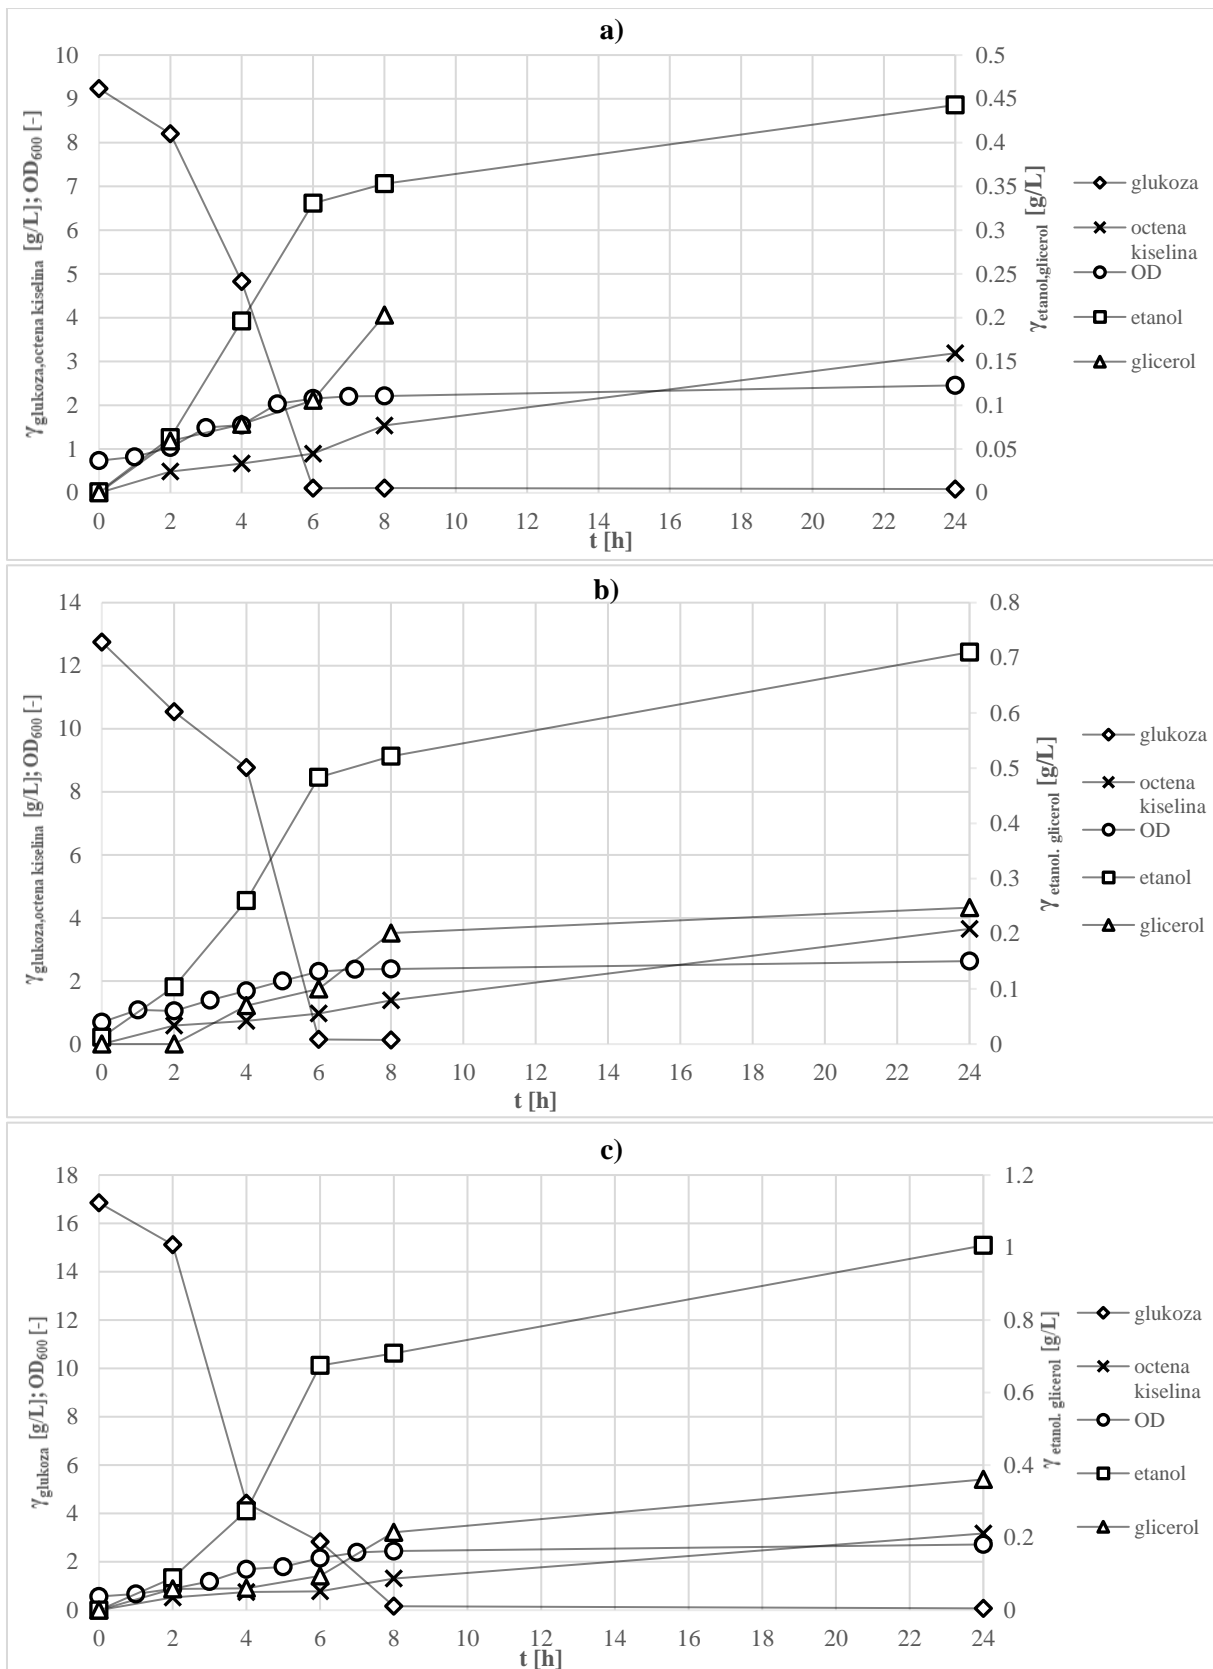 a)
10
9
8
7
6
5
4
3
2
1
0
0.5
0.45
0.4
0.35
0.3
0.25
0.2
0.15
0.1
0.05
0
0 2 4 6 8 10 12 14 16 18 20 22 24
t [h]
γglukoza,octena kiselina [g/L]; OD600 [-]
γetanol,glicerol [g/L]
glukoza
octena
kiselina
OD
etanol
glicerol
b)
14
12
10
8
6
4
2
0
0.8
0.7
0.6
0.5
0.4
0.3
0.2
0.1
0
0 2 4 6 8 10 12 14 16 18 20 22 24
t [h]
γglukoza,octena kiselina [g/L]; OD600 [-]
γ etanol. glicerol [g/L]
glukoza
octena
kiselina
OD
etanol
glicerol
c)
18
16
14
12
10
8
6
4
2
0
1.2
1
0.8
0.6
0.4
0.2
0
0 2 4 6 8 10 12 14 16 18 20 22 24
t [h]
γglukoza [g/L]; OD600 [-]
γ etanol. glicerol [g/L]
glukoza
octena
kiselina
OD
etanol
glicerol